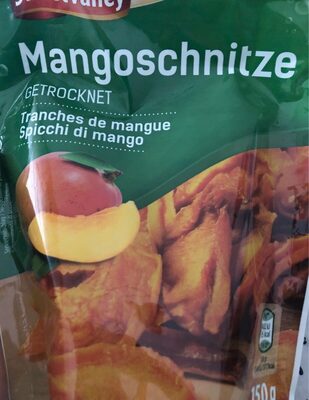 Mangoschnitze
GETROCKNET
Tranches de mangue
Spicchi di mango
150g